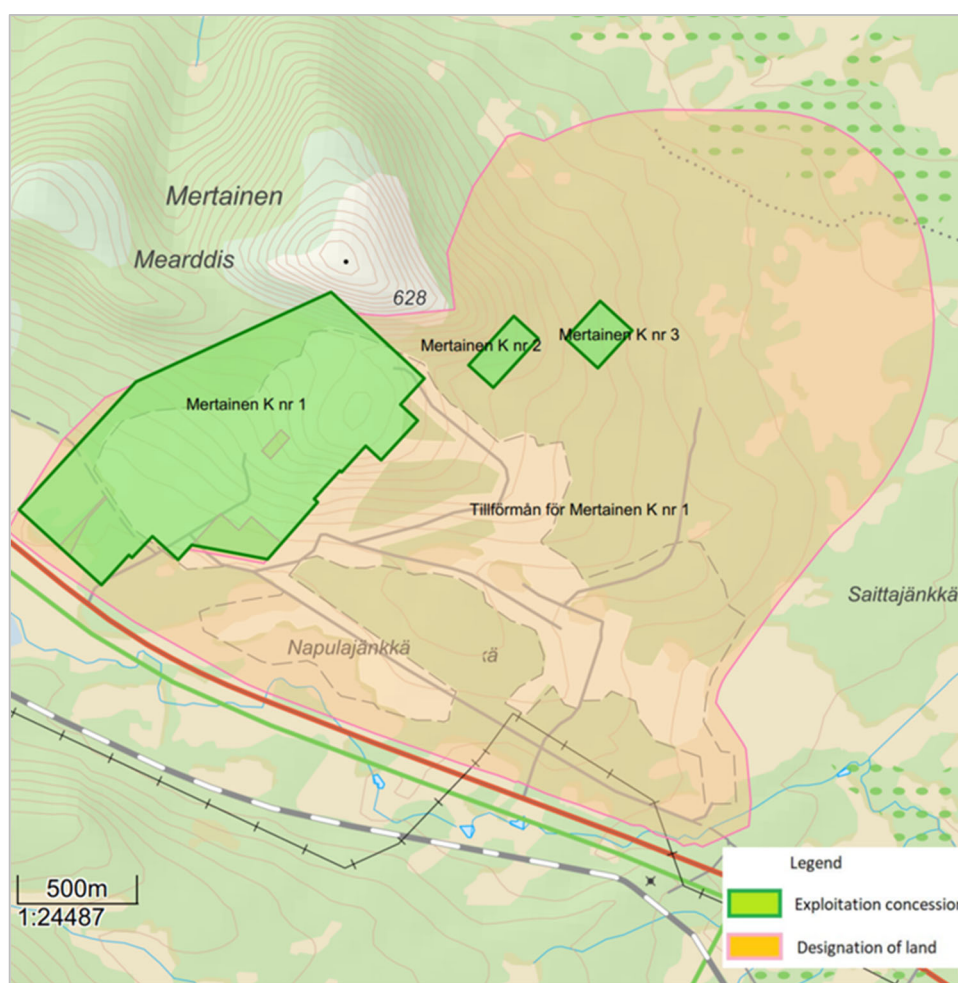 Mertainen
Mearddis
628
Mertainen K nr 2
Mertainen K nr 3
Mertainen K nr 1
Tillförmån för Mertainen K nr 1
Saittajänkkä
Napulajänkkä
kä
500m
1:24487
Legend
Exploitation concession
Designation of land